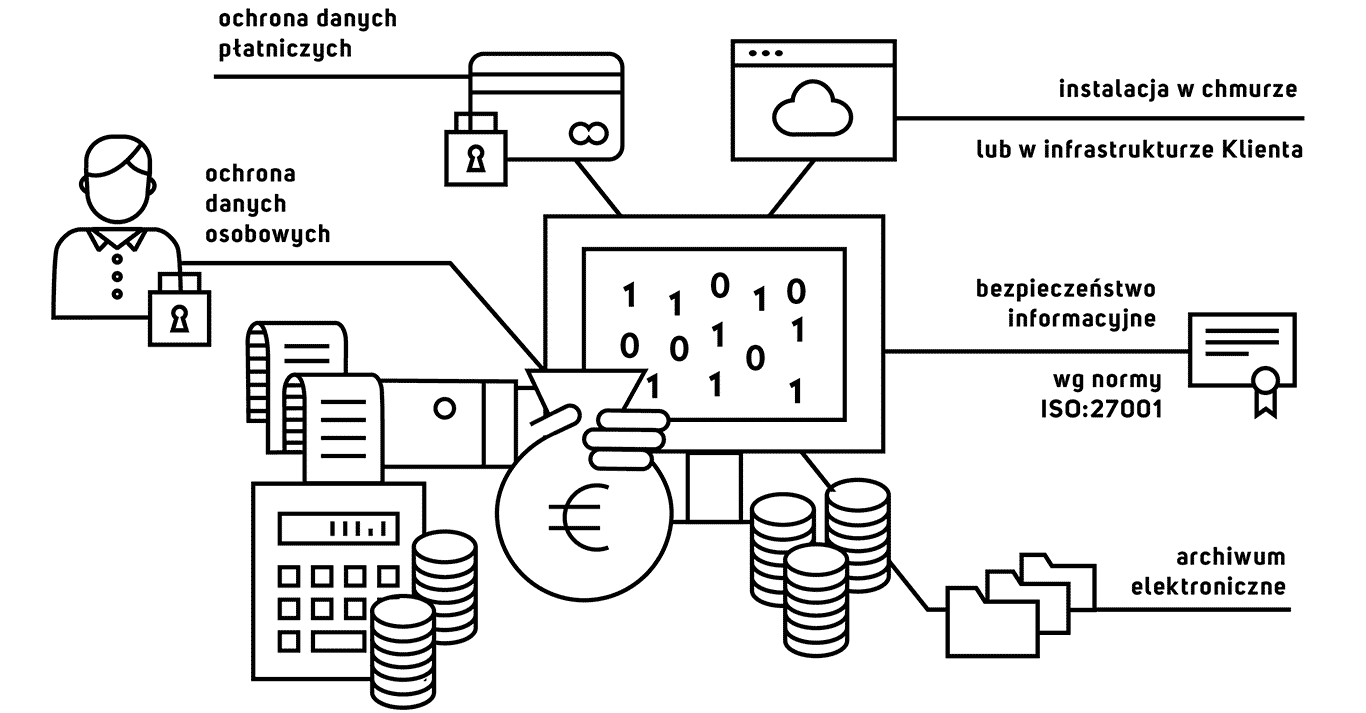 ochrona danych
płatniczych
instalacja w chmurze
lub w infrastrukturze Klienta
ochrona
danych
osobowych
1 1 0 1 0
0 0 1 0 1
1 1 1
bezpieczeństwo
informacyjne
wg normy
ISO:27001
€
archiwum
elektroniczne